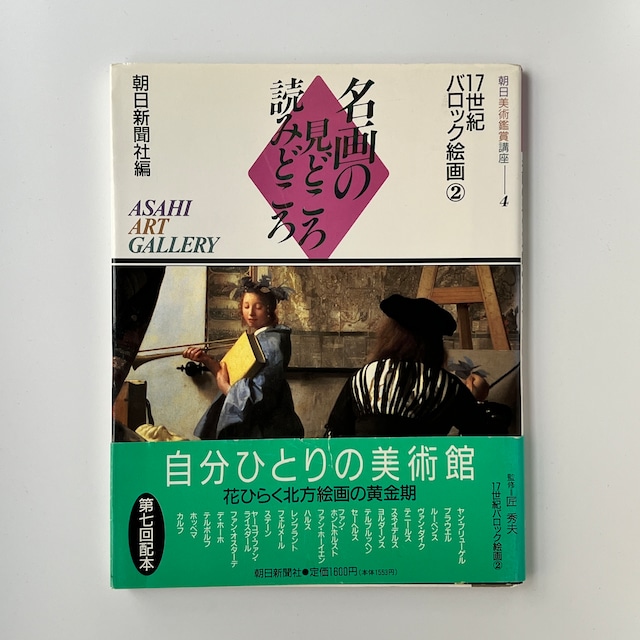 朝日美術鑑賞講座——4
17世紀
バロック絵画②
名画の
見どころ
読みどころ
朝日新聞社編
ASAHI
ART
GALLERY
自分ひとりの美術館
花ひらく北方絵画の黄金期
監修=匠 秀夫
17世紀バロック絵画②
ヤン・ブリューゲル
ブラウエル
ルーベンス
ヴァン・ダイク
テニールス
スネイデルス
ヨルダーンス
テルブルッヘン
セーヘルス
ファン・
ホントホルスト
ファン・ホーイエン
ハルス
レンブラント
フェルメール
ステーン
ヤーコプ・ファン・
ライスダール
ファン・オスターデ
デ・ホーホ
テルボルフ
ホッベマ
カルフ
第七回配本
朝日新聞社●定価1600円(本体1553円)